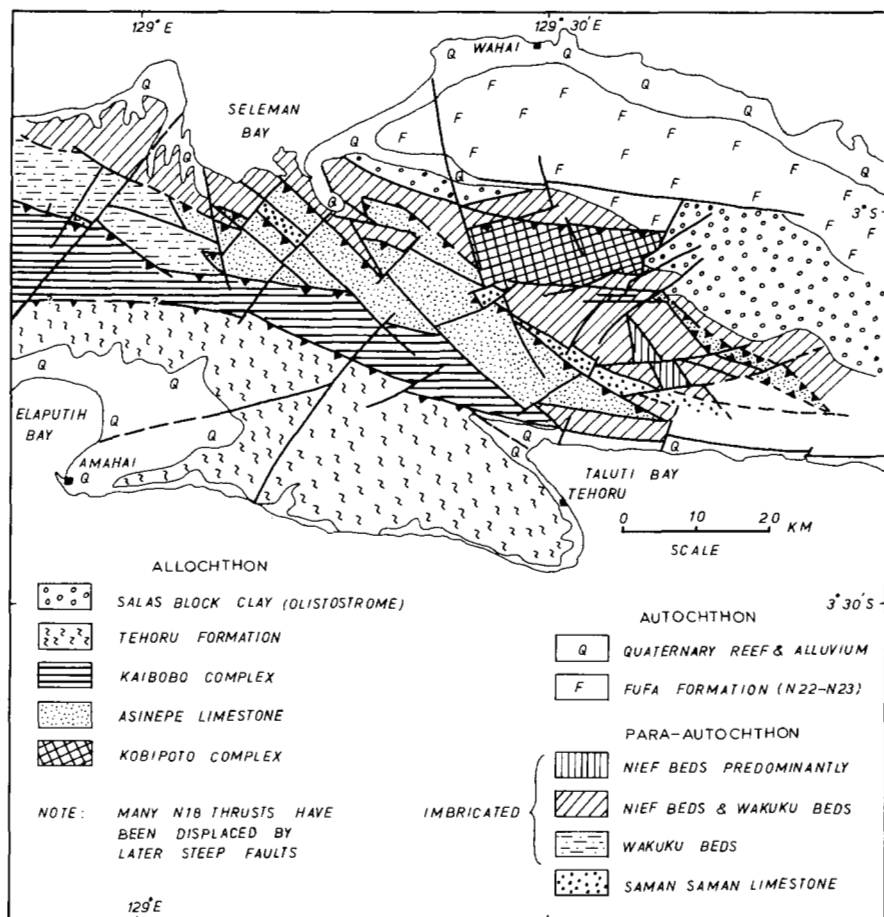 129° E
129° 30' E
WAHAI
Q
Q
Q
Q
Q
Q
F
F
F
F
F
F
F
F
F
F
F
F
F
SELEMAN
BAY
Q
Q
Q
Q
3° S
?
?
ELAPUTIH
BAY
Q
Q
Q
AMAHAI
Q
Q
Q
TALUTI BAY
TEHORU
0 10 20 KM
SCALE
ALLOCHTHON
SALAS BLOCK CLAY (OLISTOSTROME)
TEHORU FORMATION
KAIBOBO COMPLEX
ASINEPE LIMESTONE
KOBIPOTO COMPLEX
NOTE: MANY N18 THRUSTS HAVE
BEEN DISPLACED BY
LATER STEEP FAULTS
3° 30' S
AUTOCHTHON
Q QUATERNARY REEF & ALLUVIUM
F FUFA FORMATION (N22-N23)
PARA-AUTOCHTHON
IMBRICATED
NIEF BEDS PREDOMINANTLY
NIEF BEDS & WAKUKU BEDS
WAKUKU BEDS
SAMAN SAMAN LIMESTONE
129° E